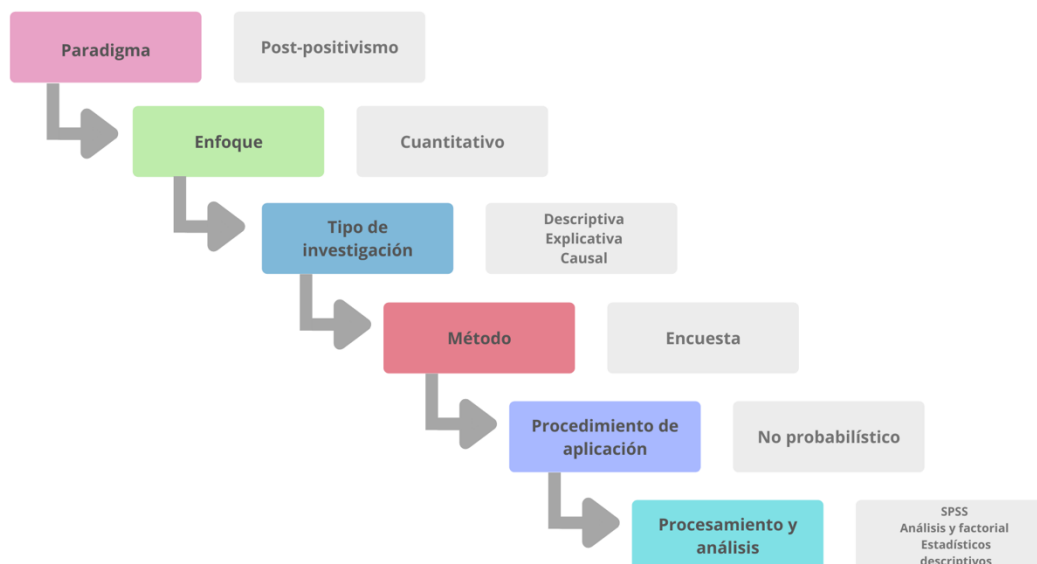 Paradigma
Post-positivismo
Enfoque
Cuantitativo
Tipo de
investigación
Descriptiva
Explicativa
Causal
Método
Encuesta
Procedimiento de
aplicación
No probabilístico
Procesamiento y
análisis
SPSS
Análisis y factorial
Estadísticos
descriptivos